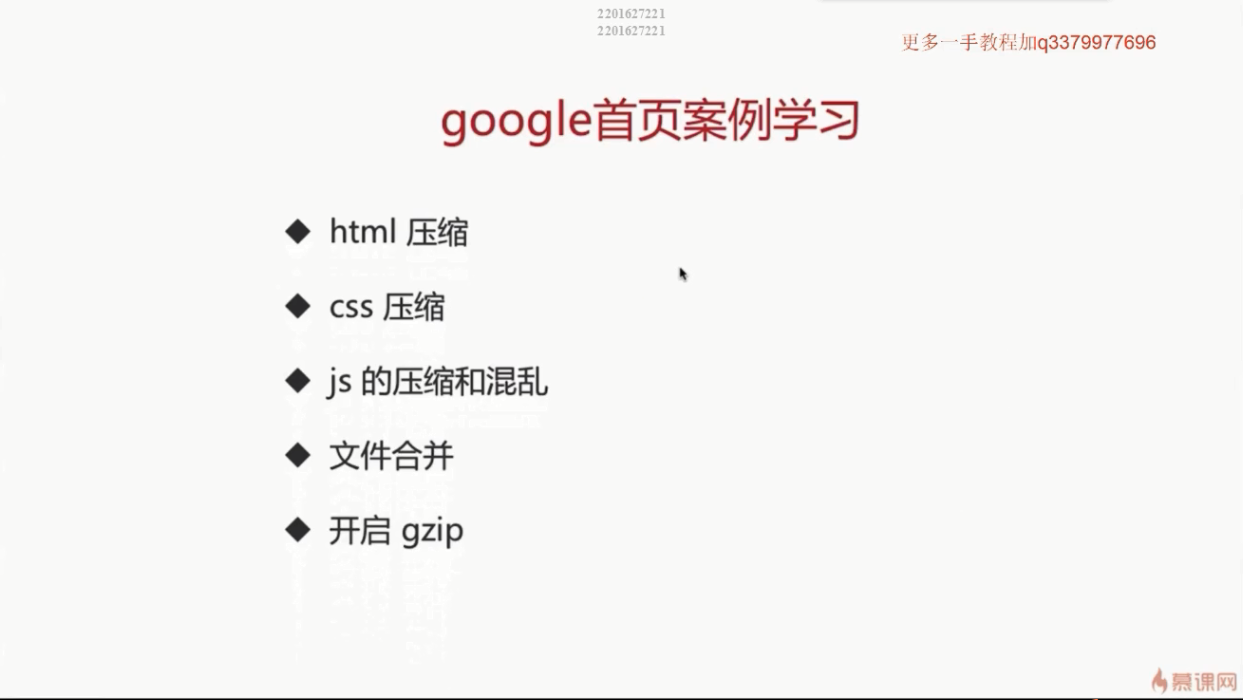 2201627221
2201627221
更多一手教程加q3379977696
google首页案例学习
◆ html 压缩
◆ css 压缩
◆ js 的压缩和混乱
◆ 文件合并
◆ 开启 gzip
慕课网